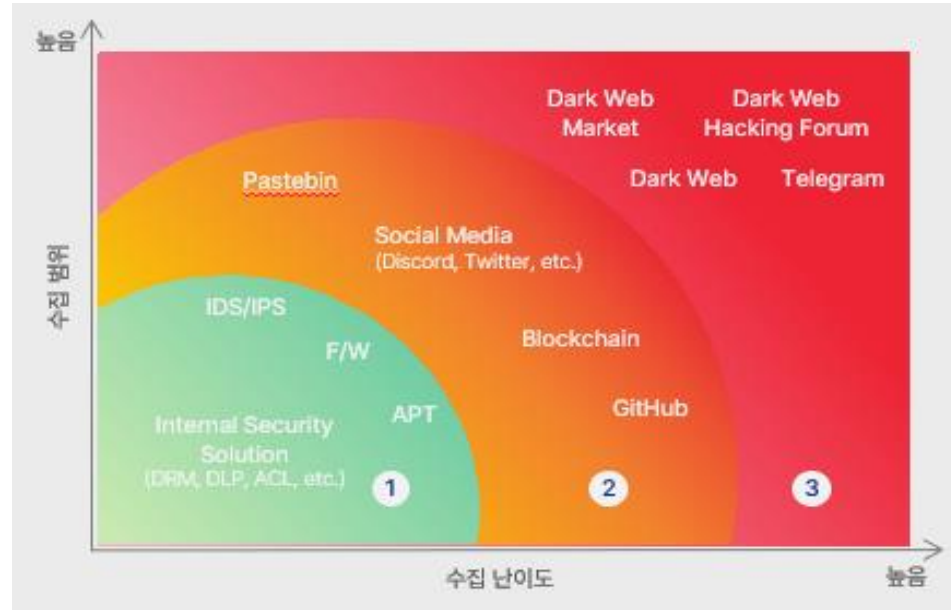 높음
Dark Web
Market
Dark Web
Hacking Forum
Pastebin
Dark Web
Telegram
Social Media
(Discord, Twitter, etc.)
수집 범위
IDS/IPS
F/W
Blockchain
APT
GitHub
Internal Security
Solution
(DRM, DLP, ACL, etc.)
1
2
3
수집 난이도
높음